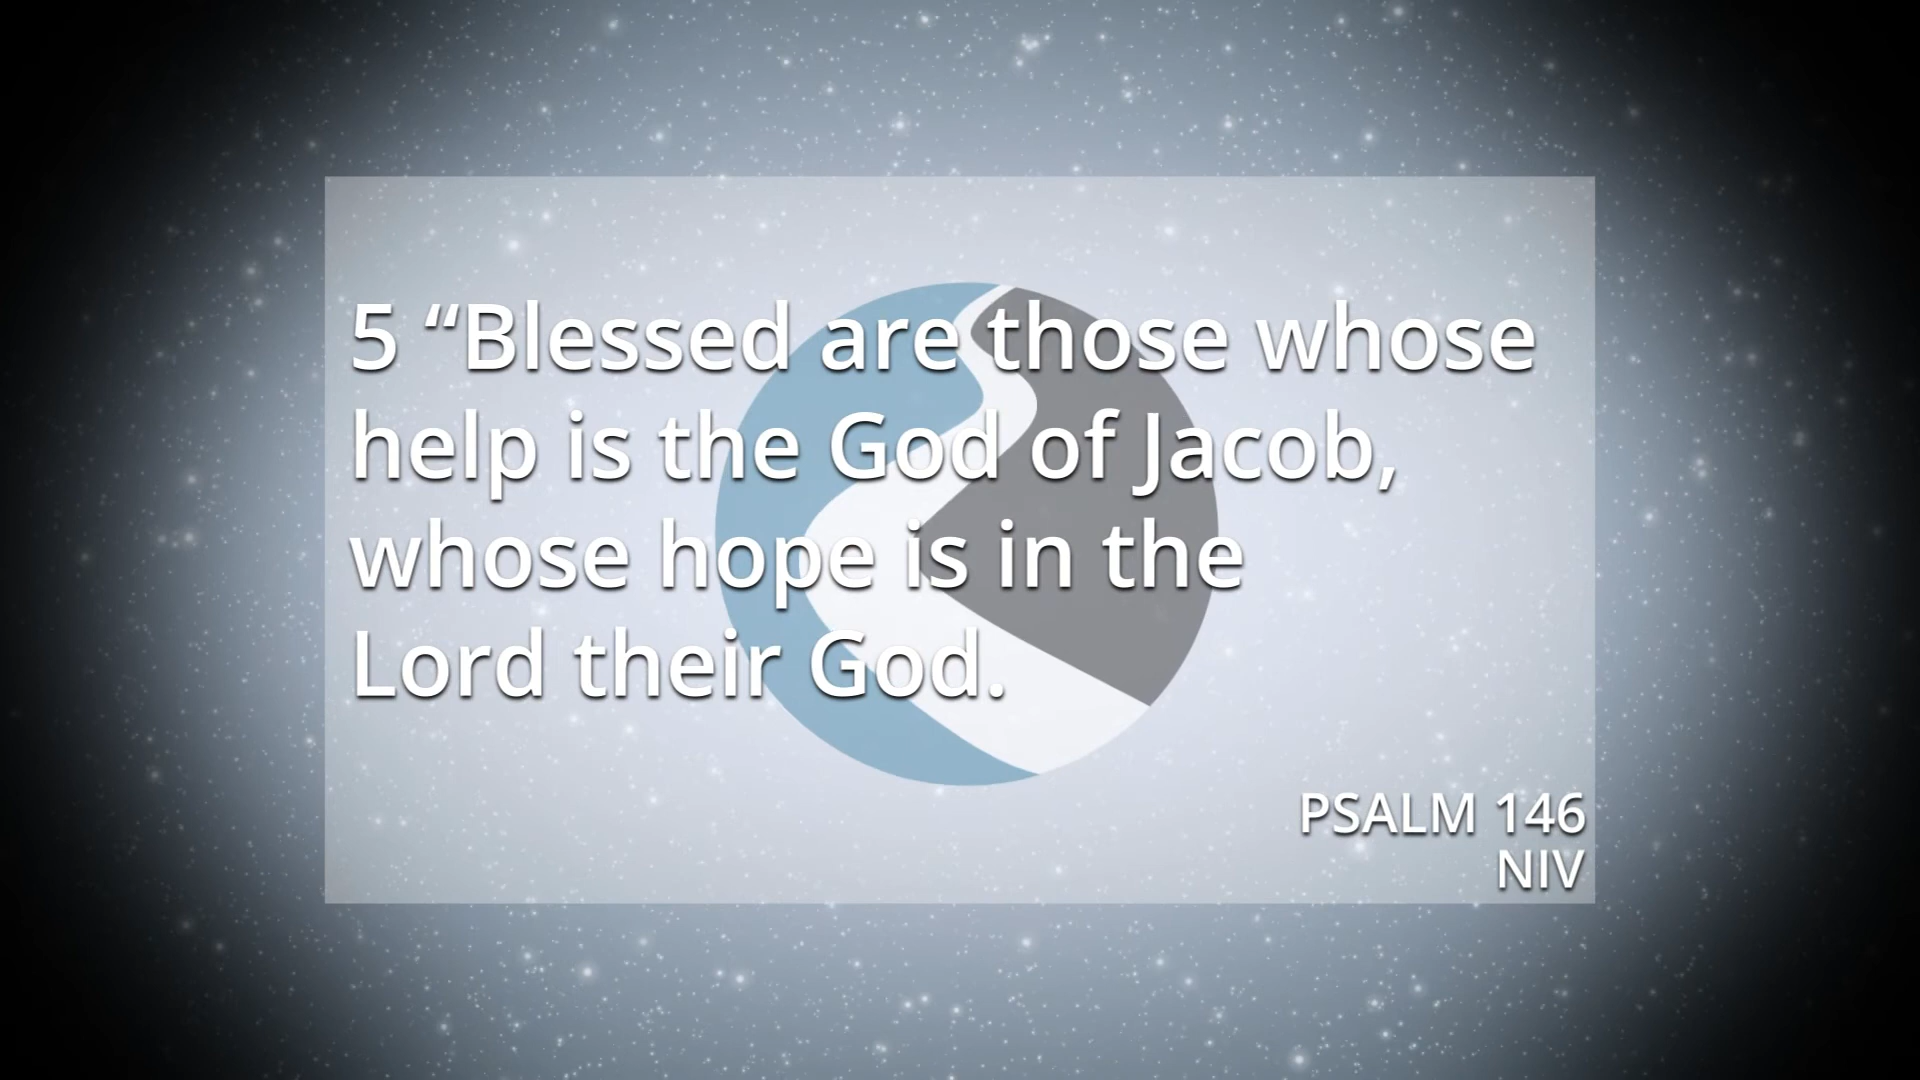 5 “Blessed are those whose
help is the God of Jacob,
whose hope is in the
Lord their God.
PSALM 146
NIV